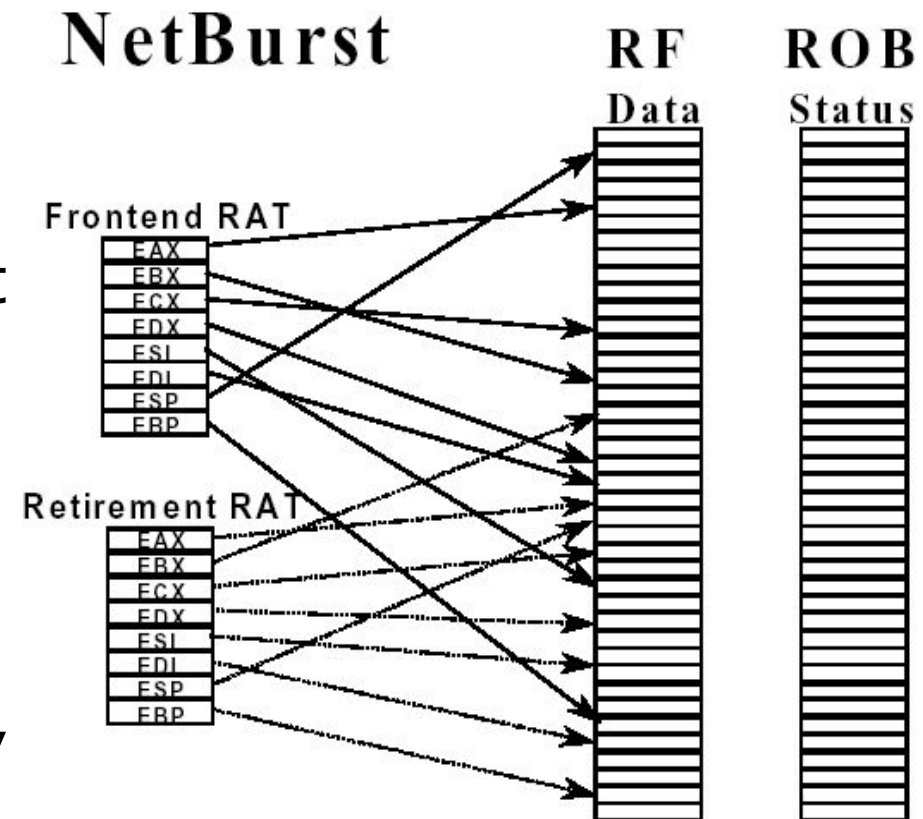 NetBurst
RF
ROB
Data
Status
Frontend RAT
EAX
EBX
ECX
EDX
ESI
EDI
ESP
EBP
Retirement RAT
EAX
EBX
ECX
EDX
ESI
EDI
ESP
EBP